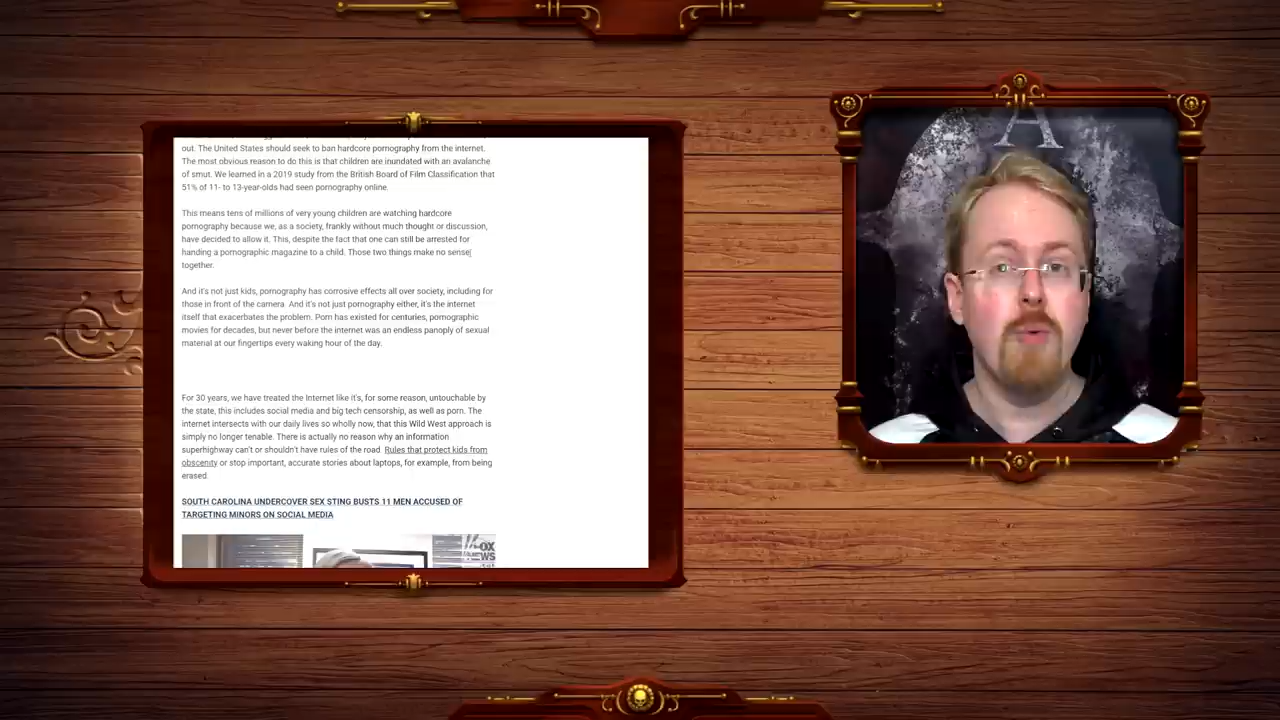 A
out. The United States should seek to ban hardcore pornography from the internet.
The most obvious reason to do this is that children are inundated with an avalanche
of smut. We learned in a 2019 study from the British Board of Film Classification that
51% of 11- to 13-year-olds had seen pornography online.
This means tens of millions of very young children are watching hardcore
pornography because we, as a society, frankly without much thought or discussion,
have decided to allow it. This, despite the fact that one can still be arrested for
handing a pornographic magazine to a child. Those two things make no sense
together.
And it's not just kids, pornography has corrosive effects all over society, including for
those in front of the camera. And it's not just pornography either, it's the internet
itself that exacerbates the problem. Porn has existed for centuries, pornographic
movies for decades, but never before the internet was an endless panoply of sexual
material at our fingertips every waking hour of the day.
For 30 years, we have treated the Internet like it's, for some reason, untouchable by
the state, this includes social media and big tech censorship, as well as porn. The
internet intersects with our daily lives so wholly now, that this Wild West approach is
simply no longer tenable. There is actually no reason why an information
superhighway can't or shouldn't have rules of the road. Rules that protect kids from
obscenity or stop important, accurate stories about laptops, for example, from being
erased.
SOUTH CAROLINA UNDERCOVER SEX STING BUSTS 11 MEN ACCUSED OF
TARGETING MINORS ON SOCIAL MEDIA
FOX
NEWS